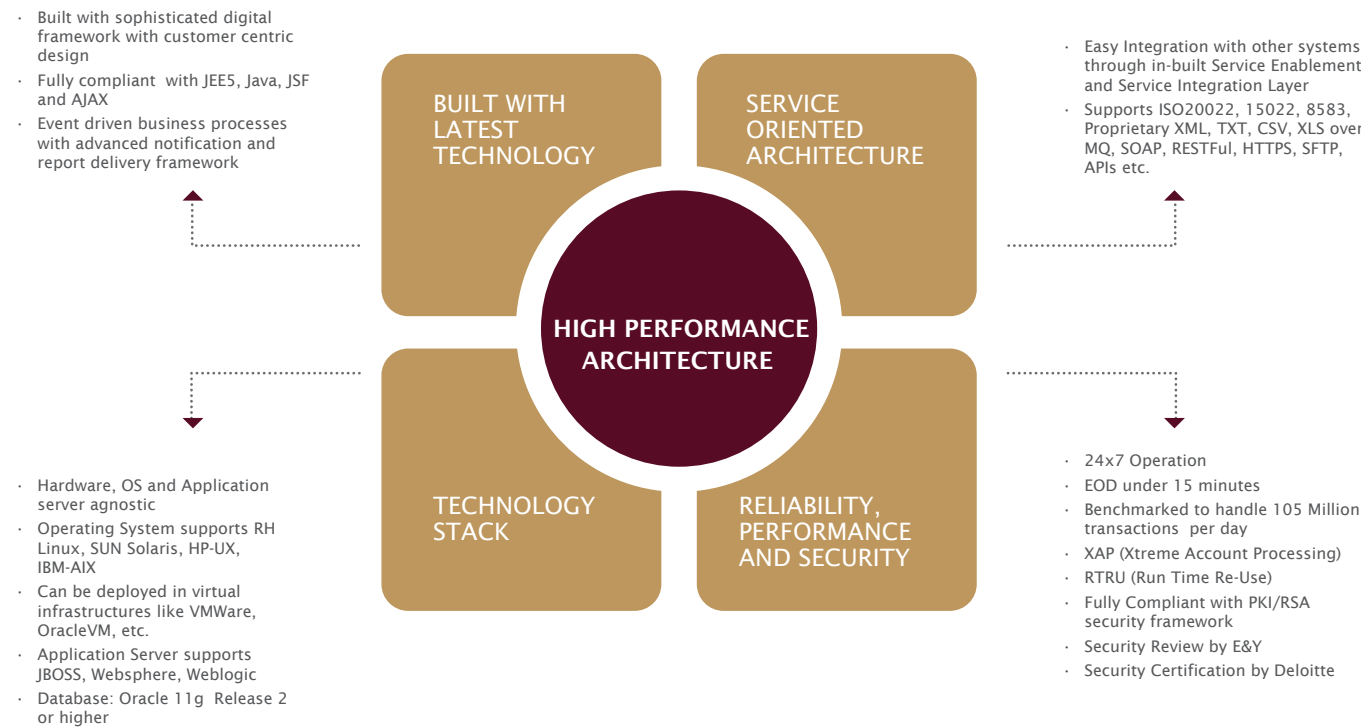 · Built with sophisticated digital
framework with customer centric
design
· Fully compliant with JEE5, Java, JSF
and AJAX
· Event driven business processes
with advanced notification and
report delivery framework
BUILT WITH
LATEST
TECHNOLOGY
SERVICE
ORIENTED
ARCHITECTURE
· Easy Integration with other systems
through in-built Service Enablement
and Service Integration Layer
· Supports ISO20022, 15022, 8583,
Proprietary XML, TXT, CSV, XLS over
MQ, SOAP, RESTFul, HTTPS, SFTP,
APIs etc.
HIGH PERFORMANCE
ARCHITECTURE
· Hardware, OS and Application
server agnostic
· Operating System supports RH
Linux, SUN Solaris, HP-UX,
IBM-AIX
· Can be deployed in virtual
infrastructures like VMWare,
OracleVM, etc.
· Application Server supports
JBOSS, Websphere, Weblogic
· Database: Oracle 11g Release 2
or higher
TECHNOLOGY
STACK
RELIABILITY,
PERFORMANCE
AND SECURITY
· 24x7 Operation
· EOD under 15 minutes
· Benchmarked to handle 105 Million
transactions per day
· XAP (Xtreme Account Processing)
· RTRU (Run Time Re-Use)
· Fully Compliant with PKI/RSA
security framework
· Security Review by E&Y
· Security Certification by Deloitte